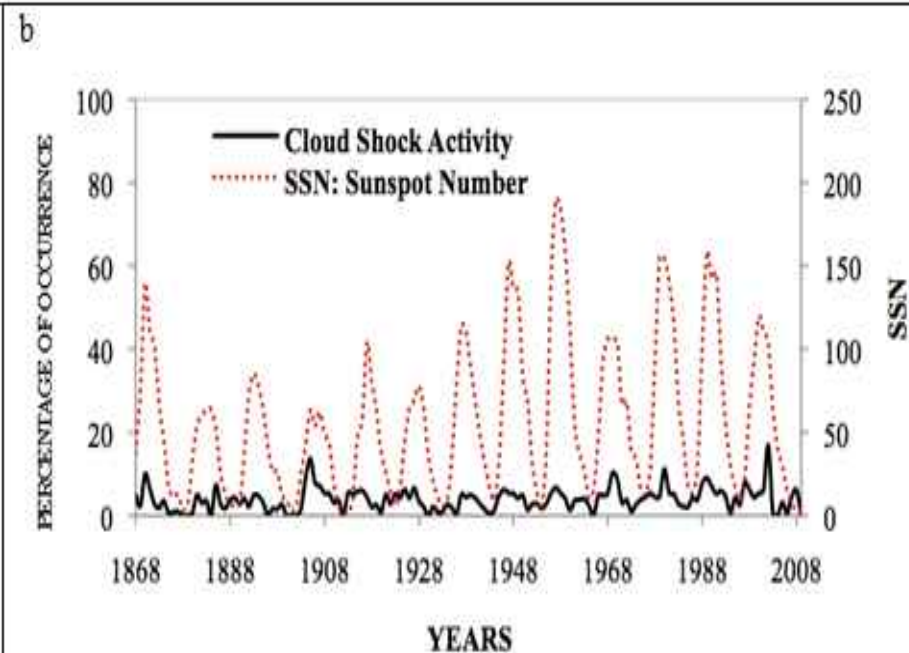 b
100
80
60
40
20
0
PERCENTAGE OF OCCURRENCE
Cloud Shock Activity
SSN: Sunspot Number
250
200
150
100
50
0
SSN
1868 1888 1908 1928 1948 1968 1988 2008
YEARS